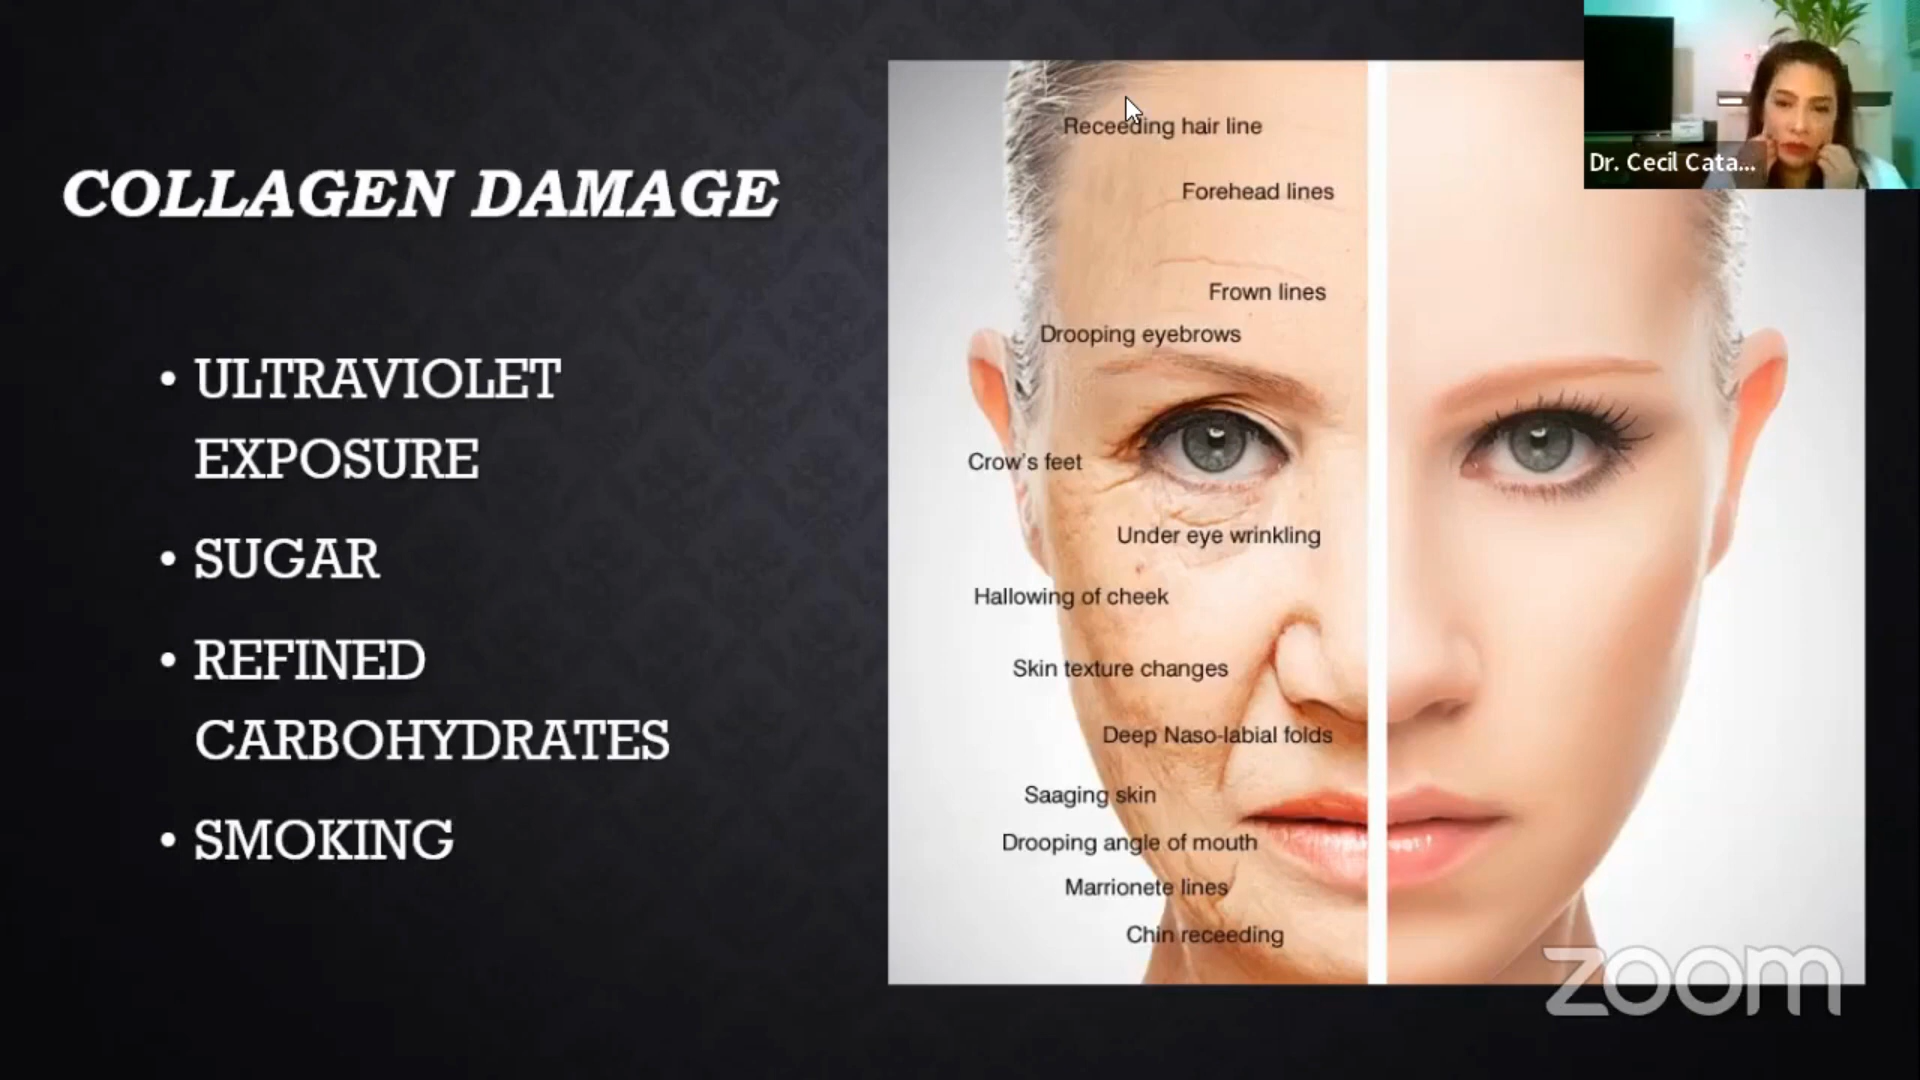 COLLAGEN DAMAGE
• ULTRAVIOLET
EXPOSURE
• SUGAR
• REFINED
CARBOHYDRATES
• SMOKING
Receeding hair line
Forehead lines
Frown lines
Drooping eyebrows
Crow's feet
Under eye wrinkling
Hallowing of cheek
Skin texture changes
Deep Naso-labial folds
Saaging skin
Drooping angle of mouth
Marrionete lines
Chin receeding
Dr. Cecil Cata...
zoom